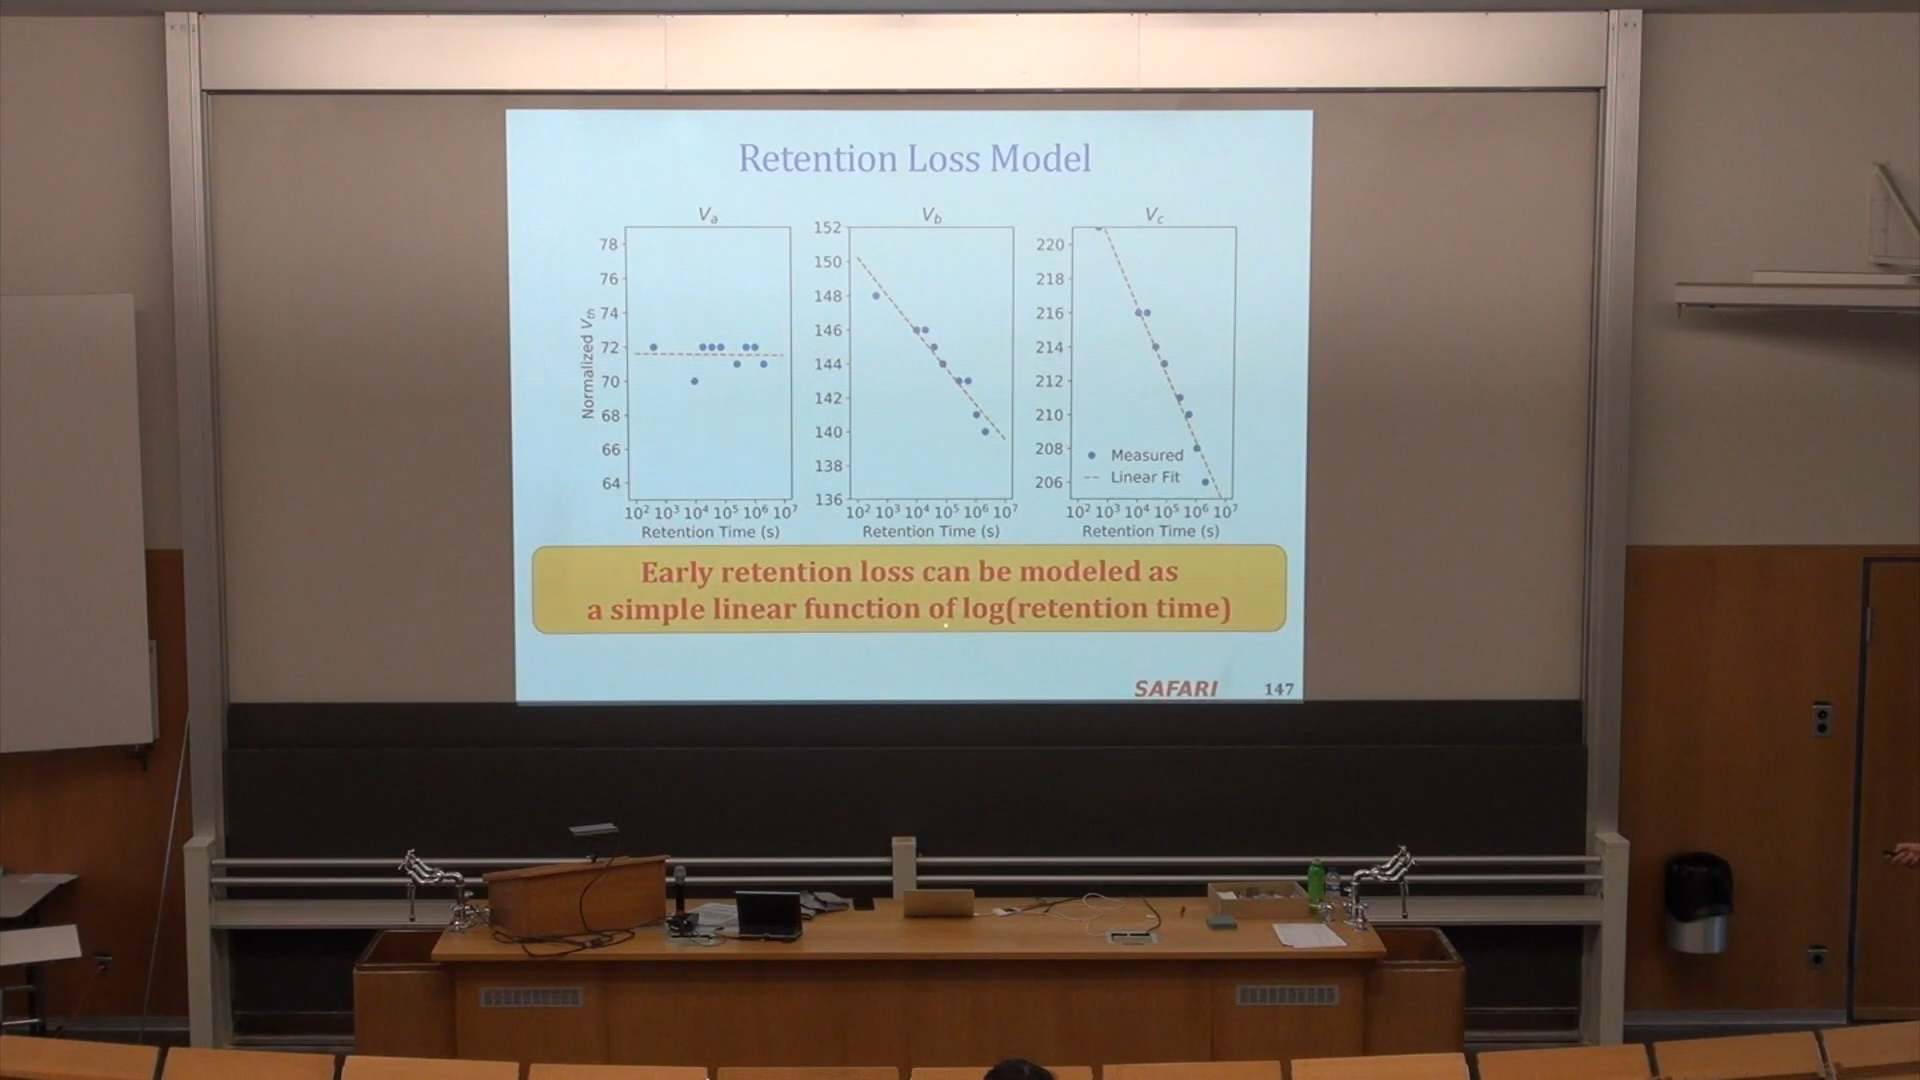 Retention Loss Model
Va
Vb
Vc
Normalized Vth
78
76
74
72
70
68
66
64
152
150
148
146
144
142
140
138
136
220
218
216
214
212
210
208
206
Measured
Linear Fit
10² 10³ 10⁴ 10⁵ 10⁶ 10⁷
10² 10³ 10⁴ 10⁵ 10⁶ 10⁷
10² 10³ 10⁴ 10⁵ 10⁶ 10⁷
Retention Time (s)
Retention Time (s)
Retention Time (s)
Early retention loss can be modeled as
a simple linear function of log(retention time)
SAFARI
147